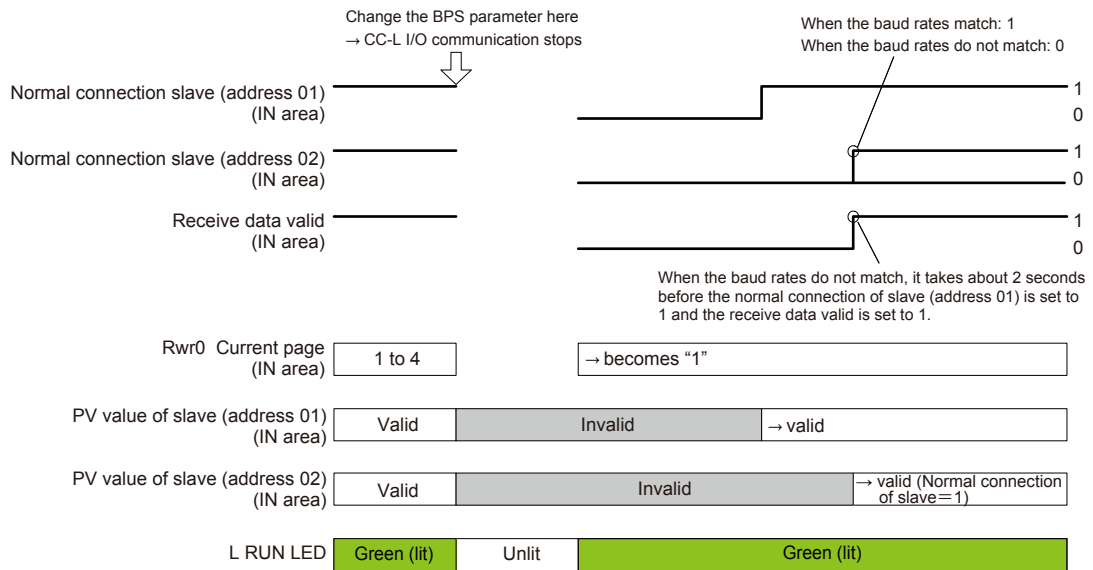 Change the BPS parameter here
→ CC-L I/O communication stops
When the baud rates match: 1
When the baud rates do not match: 0
Normal connection slave (address 01)
(IN area)
1
0
Normal connection slave (address 02)
(IN area)
1
0
Receive data valid
(IN area)
1
0
When the baud rates do not match, it takes about 2 seconds
before the normal connection of slave (address 01) is set to
1 and the receive data valid is set to 1.
Rwr0 Current page
(IN area)
1 to 4
→ becomes “1”
PV value of slave (address 01)
(IN area)
Valid
Invalid
→ valid
PV value of slave (address 02)
(IN area)
Valid
Invalid
→ valid (Normal connection
of slave＝1)
L RUN LED
Green (lit)
Unlit
Green (lit)